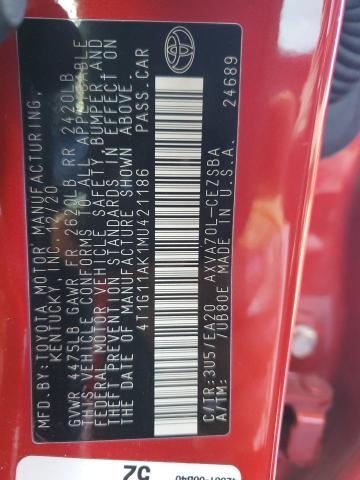 MFD.BY: TOYOTA MOTOR MANUFACTURING,
KENTUCKY, INC. 12/20
GVWR 4475LB GAWR FR 2620LB RR 2420LB
THIS VEHICLE CONFORMS TO ALL APPLICABLE
FEDERAL MOTOR VEHICLE SAFETY, BUMPER AND
THEFT PREVENTION STANDARDS IN EFFECT ON
THE DATE OF MANUFACTURE SHOWN ABOVE.
4T1G11AK1MU421186 PASS.CAR
C/TR:3U5/EA20 AXVA70L-CEZSBA
A/TM: /UB80E MADE IN U.S.A.
24689
52